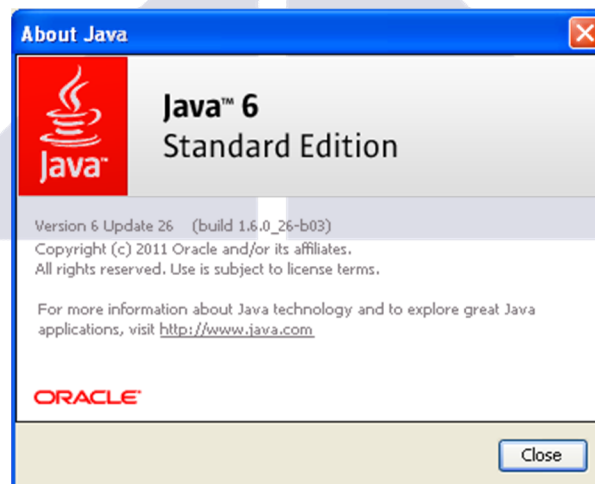 About Java
Java™
Java™ 6
Standard Edition
Version 6 Update 26 (build 1.6.0_26-b03)
Copyright (c) 2011 Oracle and/or its affiliates.
All rights reserved. Use is subject to license terms.
For more information about Java technology and to explore great Java
applications, visit http://www.java.com
ORACLE
Close